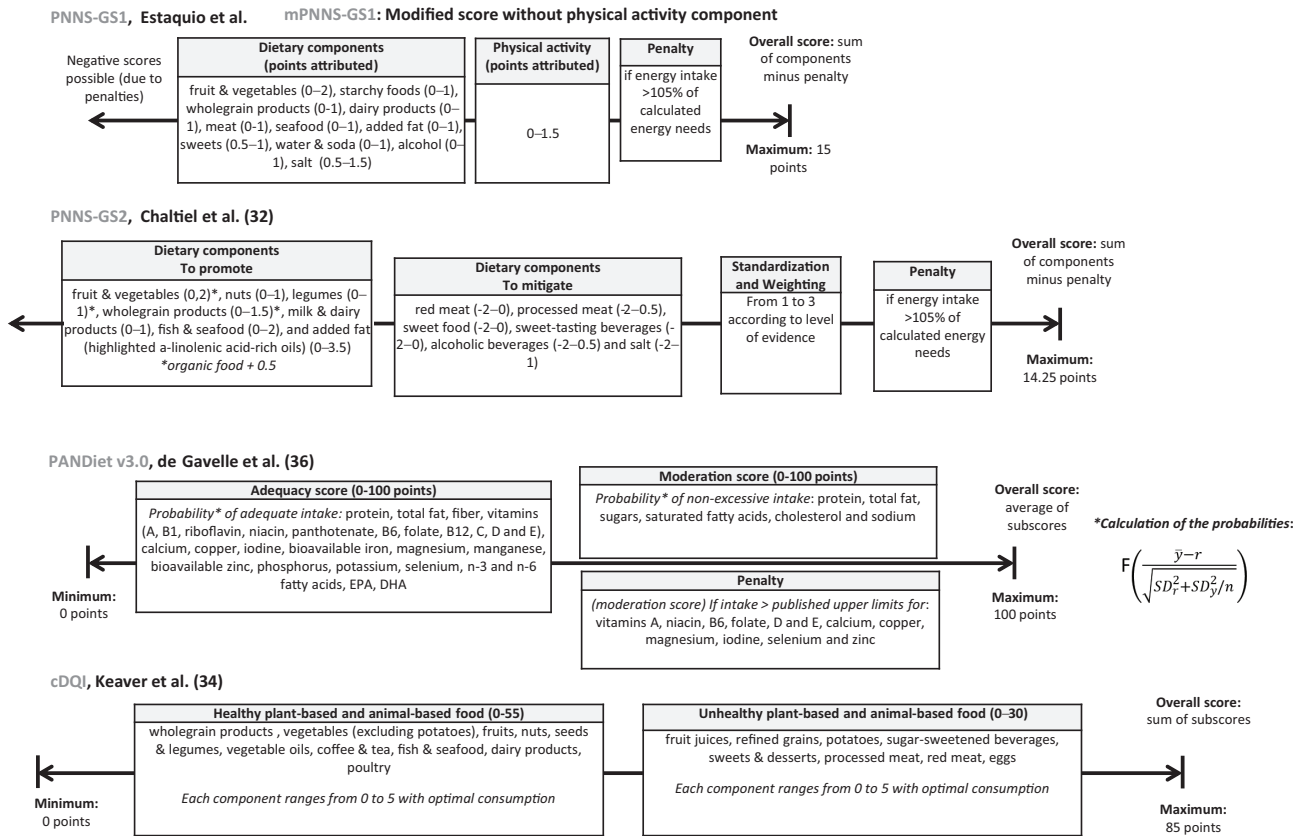 PNNS-GS1, Estaquio et al.
mPNNS-GS1: Modified score without physical activity component
Negative scores
possible (due to
penalties)
Dietary components
(points attributed)
fruit & vegetables (0–2), starchy foods (0–1),
wholegrain products (0-1), dairy products (0–
1), meat (0-1), seafood (0–1), added fat (0–1),
sweets (0.5–1), water & soda (0–1), alcohol (0–
1), salt (0.5–1.5)
Physical activity
(points attributed)
0–1.5
Penalty
if energy intake
>105% of
calculated
energy needs
Overall score: sum
of components
minus penalty
Maximum: 15
points
PNNS-GS2, Chaltiel et al. (32)
Dietary components
To promote
fruit & vegetables (0,2)*, nuts (0–1), legumes (0–
1)*, wholegrain products (0–1.5)*, milk & dairy
products (0–1), fish & seafood (0–2), and added fat
(highlighted a-linolenic acid-rich oils) (0–3.5)
*organic food + 0.5
Dietary components
To mitigate
red meat (-2–0), processed meat (-2–0.5),
sweet food (-2–0), sweet-tasting beverages (-
2–0), alcoholic beverages (-2–0.5) and salt (-2–
1)
Standardization
and Weighting
From 1 to 3
according to level
of evidence
Penalty
if energy intake
>105% of
calculated energy
needs
Overall score: sum
of components
minus penalty
Maximum:
14.25 points
PANDiet v3.0, de Gavelle et al. (36)
Minimum:
0 points
Adequacy score (0-100 points)
Probability* of adequate intake: protein, total fat, fiber, vitamins
(A, B1, riboflavin, niacin, panthotenate, B6, folate, B12, C, D and E),
calcium, copper, iodine, bioavailable iron, magnesium, manganese,
bioavailable zinc, phosphorus, potassium, selenium, n-3 and n-6
fatty acids, EPA, DHA
Moderation score (0-100 points)
Probability* of non-excessive intake: protein, total fat,
sugars, saturated fatty acids, cholesterol and sodium
Penalty
(moderation score) If intake > published upper limits for:
vitamins A, niacin, B6, folate, D and E, calcium, copper,
magnesium, iodine, selenium and zinc
Overall score:
average of
subscores
Maximum:
100 points
*Calculation of the probabilities:
F(ȳ−r / √(SD_r^2+SD_y^2/n))
cDQI, Keaver et al. (34)
Minimum:
0 points
Healthy plant-based and animal-based food (0-55)
wholegrain products , vegetables (excluding potatoes), fruits, nuts, seeds
& legumes, vegetable oils, coffee & tea, fish & seafood, dairy products,
poultry
Each component ranges from 0 to 5 with optimal consumption
Unhealthy plant-based and animal-based food (0–30)
fruit juices, refined grains, potatoes, sugar-sweetened beverages,
sweets & desserts, processed meat, red meat, eggs
Each component ranges from 0 to 5 with optimal consumption
Overall score:
sum of subscores
Maximum:
85 points